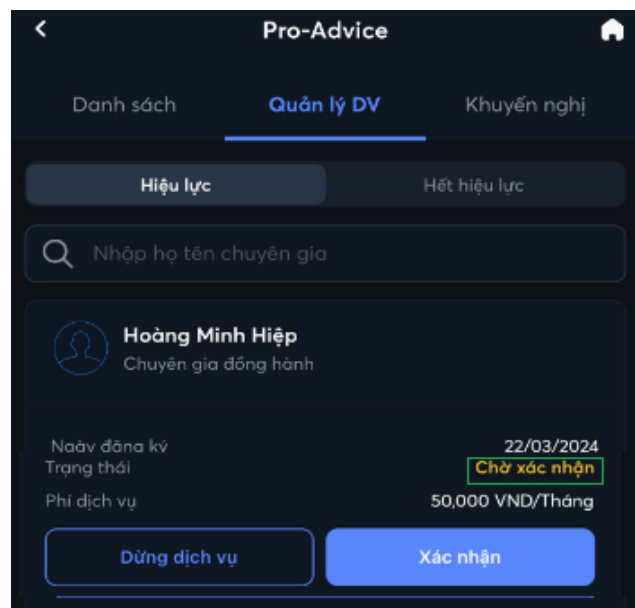 Pro-Advice
Danh sách Quản lý DV Khuyến nghị
Hiệu lực Hết hiệu lực
Nhập họ tên chuyên gia
Hoàng Minh Hiệp
Chuyên gia đồng hành
Ngày đăng ký 22/03/2024
Trạng thái Chờ xác nhận
Phí dịch vụ 50,000 VND/Tháng
Dừng dịch vụ Xác nhận